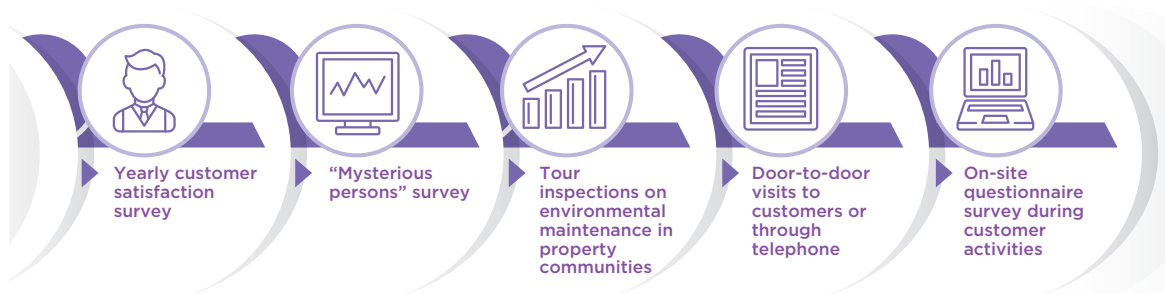 Yearly customer
satisfaction
survey
“Mysterious
persons” survey
Tour
inspections on
environmental
maintenance in
property
communities
Door-to-door
visits to
customers or
through
telephone
On-site
questionnaire
survey during
customer
activities